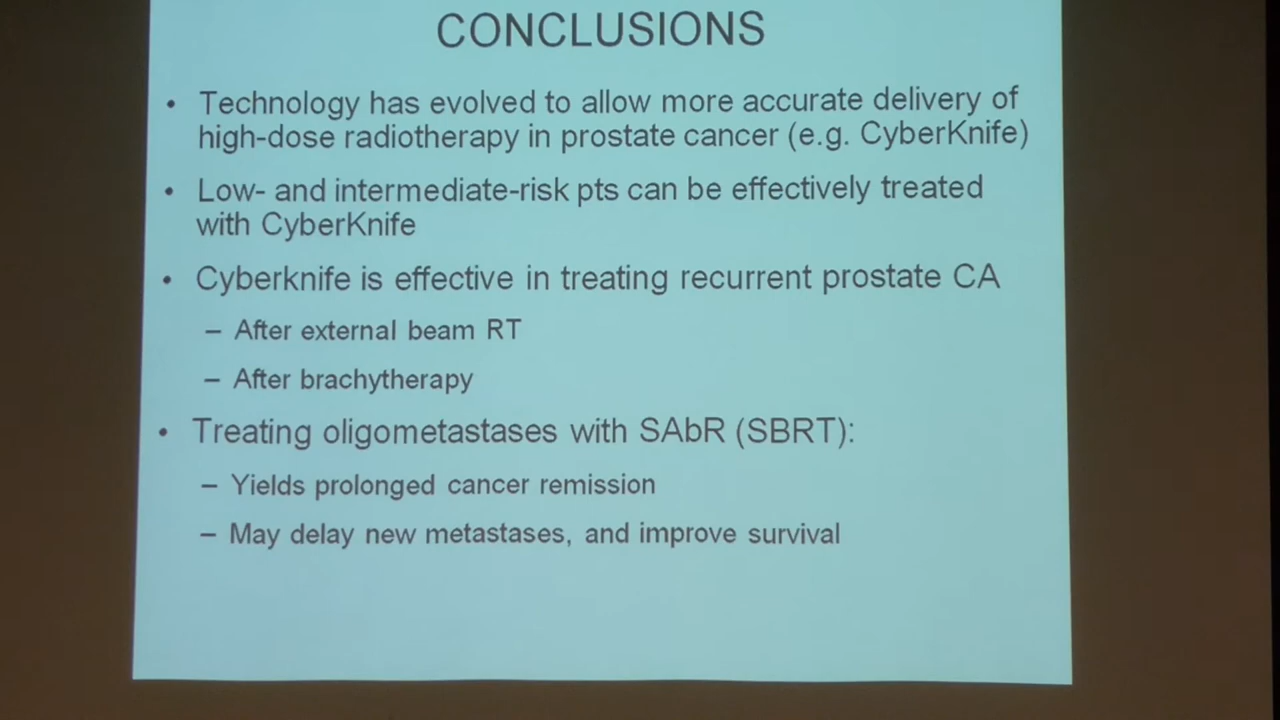 CONCLUSIONS
• Technology has evolved to allow more accurate delivery of
high-dose radiotherapy in prostate cancer (e.g. CyberKnife)
• Low- and intermediate-risk pts can be effectively treated
with CyberKnife
• Cyberknife is effective in treating recurrent prostate CA
– After external beam RT
– After brachytherapy
• Treating oligometastases with SAbR (SBRT):
– Yields prolonged cancer remission
– May delay new metastases, and improve survival